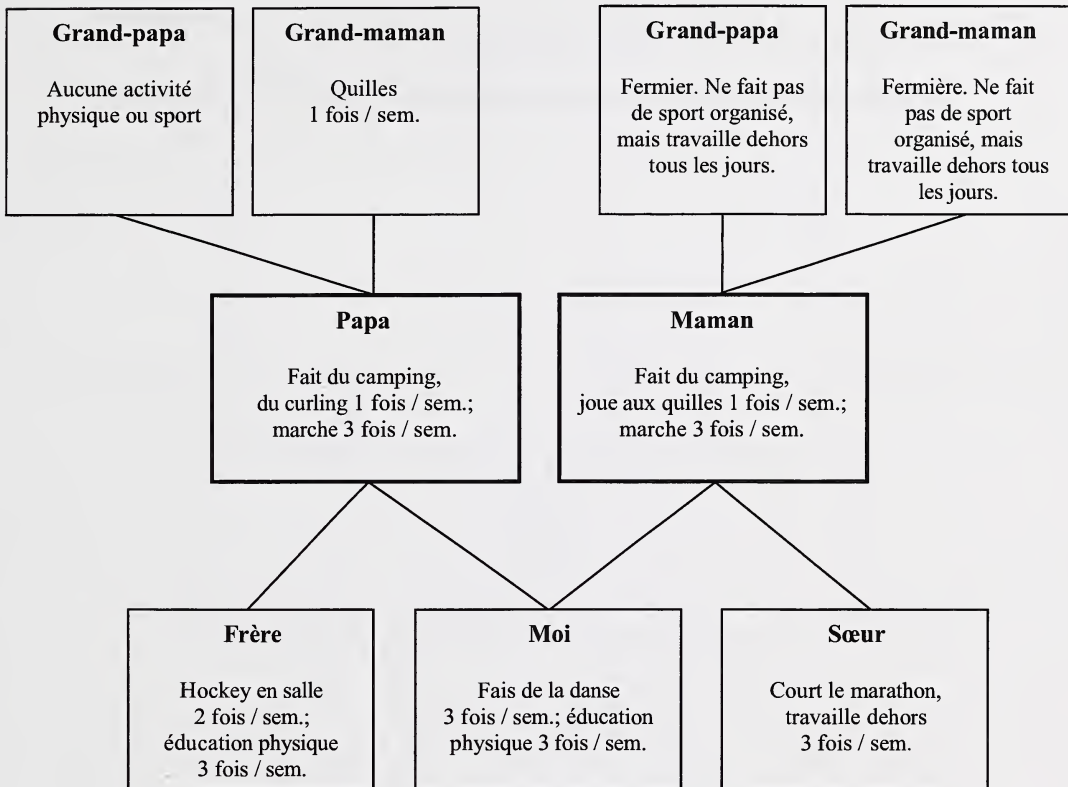 Grand-papa
Aucune activité
physique ou sport
Grand-maman
Quilles
1 fois / sem.
Grand-papa
Fermier. Ne fait pas
de sport organisé,
mais travaille dehors
tous les jours.
Grand-maman
Fermière. Ne fait
pas de sport
organisé, mais
travaille dehors tous
les jours.
Papa
Fait du camping,
du curling 1 fois / sem.;
marche 3 fois / sem.
Maman
Fait du camping,
joue aux quilles 1 fois / sem.;
marche 3 fois / sem.
Frère
Hockey en salle
2 fois / sem.;
éducation physique
3 fois / sem.
Moi
Fais de la danse
3 fois / sem.; éducation
physique 3 fois / sem.
Sœur
Court le marathon,
travaille dehors
3 fois / sem.